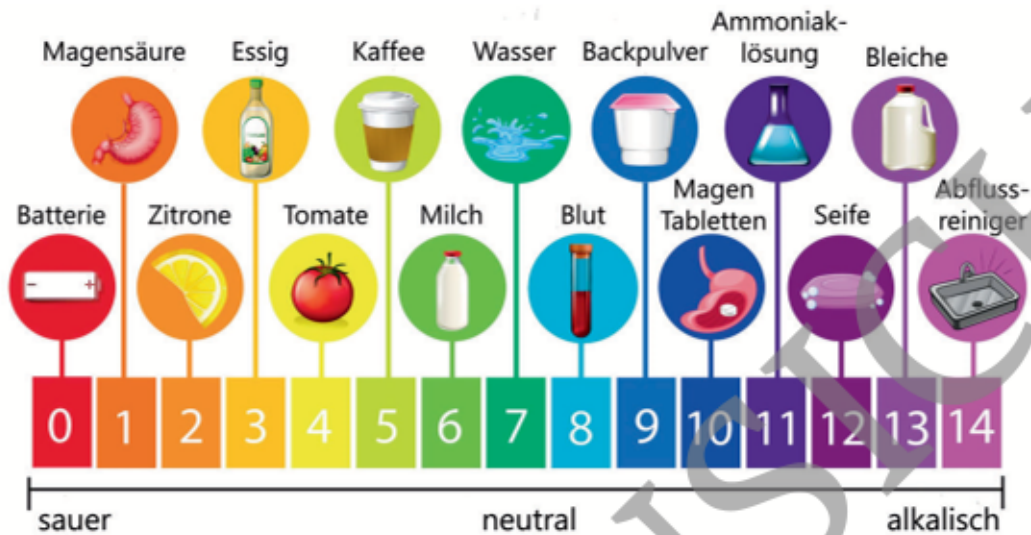 Magensäure
Essig
Kaffee
Wasser
Backpulver
Ammoniak-
lösung
Bleiche
Batterie
Zitrone
Tomate
Milch
Blut
Magen
Tabletten
Seife
Abfluss-
reiniger
- +
0 1 2 3 4 5 6 7 8 9 10 11 12 13 14
sauer neutral alkalisch